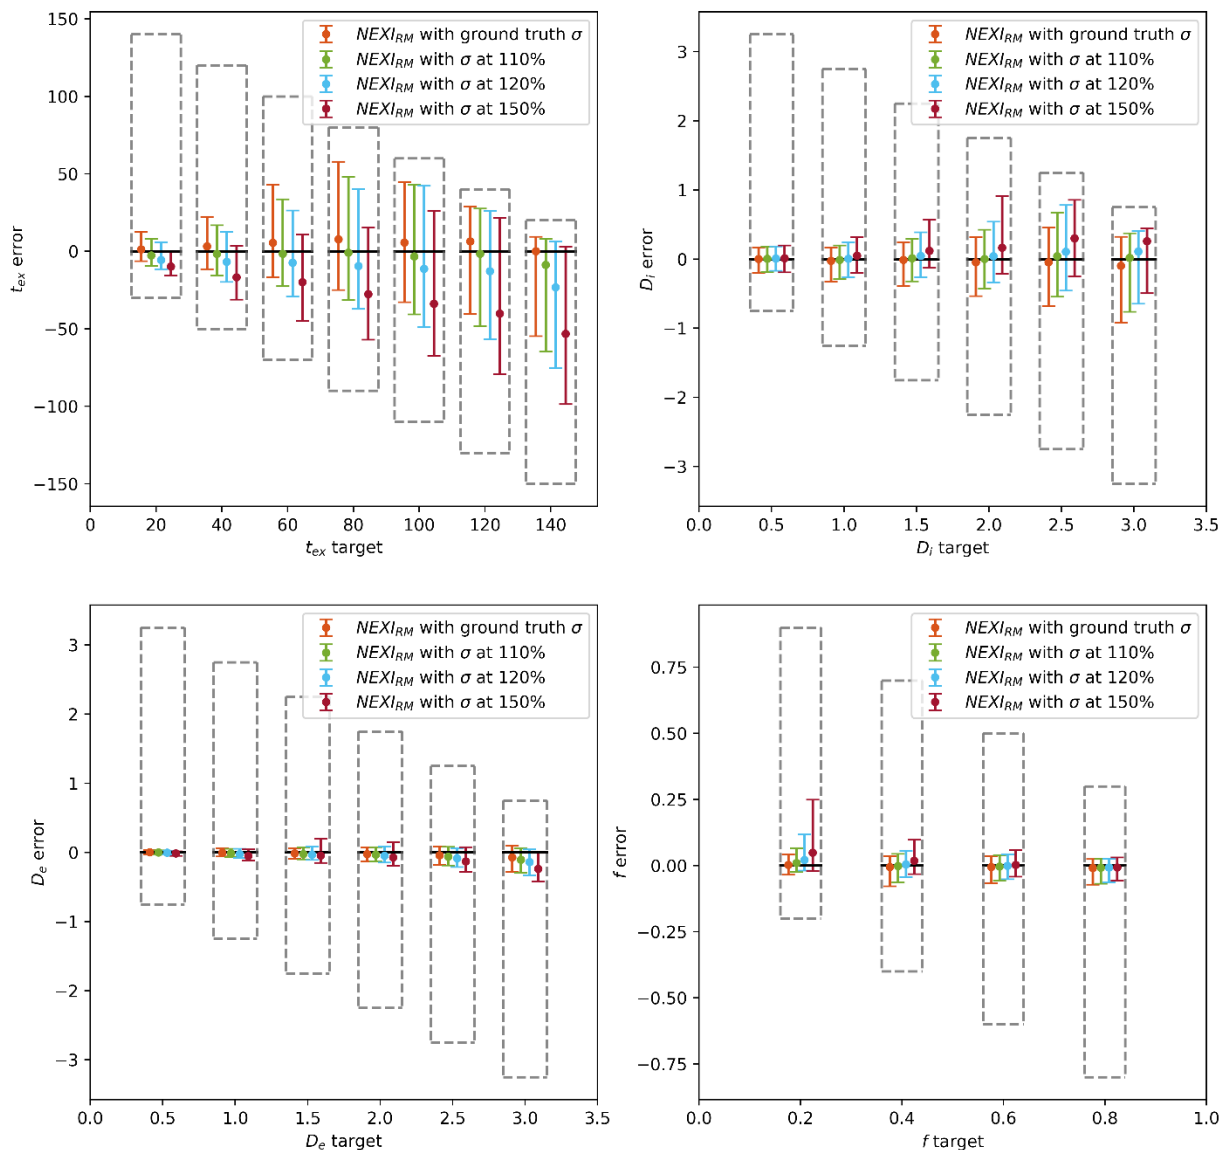 150
100
50
0
−50
−100
−150
t_ex error
0
20
40
60
80
100
120
140
t_ex target
NEXI_RM with ground truth σ
NEXI_RM with σ at 110%
NEXI_RM with σ at 120%
NEXI_RM with σ at 150%
3
2
1
0
−1
−2
−3
D_i error
0.0
0.5
1.0
1.5
2.0
2.5
3.0
3.5
D_i target
NEXI_RM with ground truth σ
NEXI_RM with σ at 110%
NEXI_RM with σ at 120%
NEXI_RM with σ at 150%
3
2
1
0
−1
−2
−3
D_e error
0.0
0.5
1.0
1.5
2.0
2.5
3.0
3.5
D_e target
NEXI_RM with ground truth σ
NEXI_RM with σ at 110%
NEXI_RM with σ at 120%
NEXI_RM with σ at 150%
0.75
0.50
0.25
0.00
−0.25
−0.50
−0.75
f error
0.0
0.2
0.4
0.6
0.8
1.0
f target
NEXI_RM with ground truth σ
NEXI_RM with σ at 110%
NEXI_RM with σ at 120%
NEXI_RM with σ at 150%